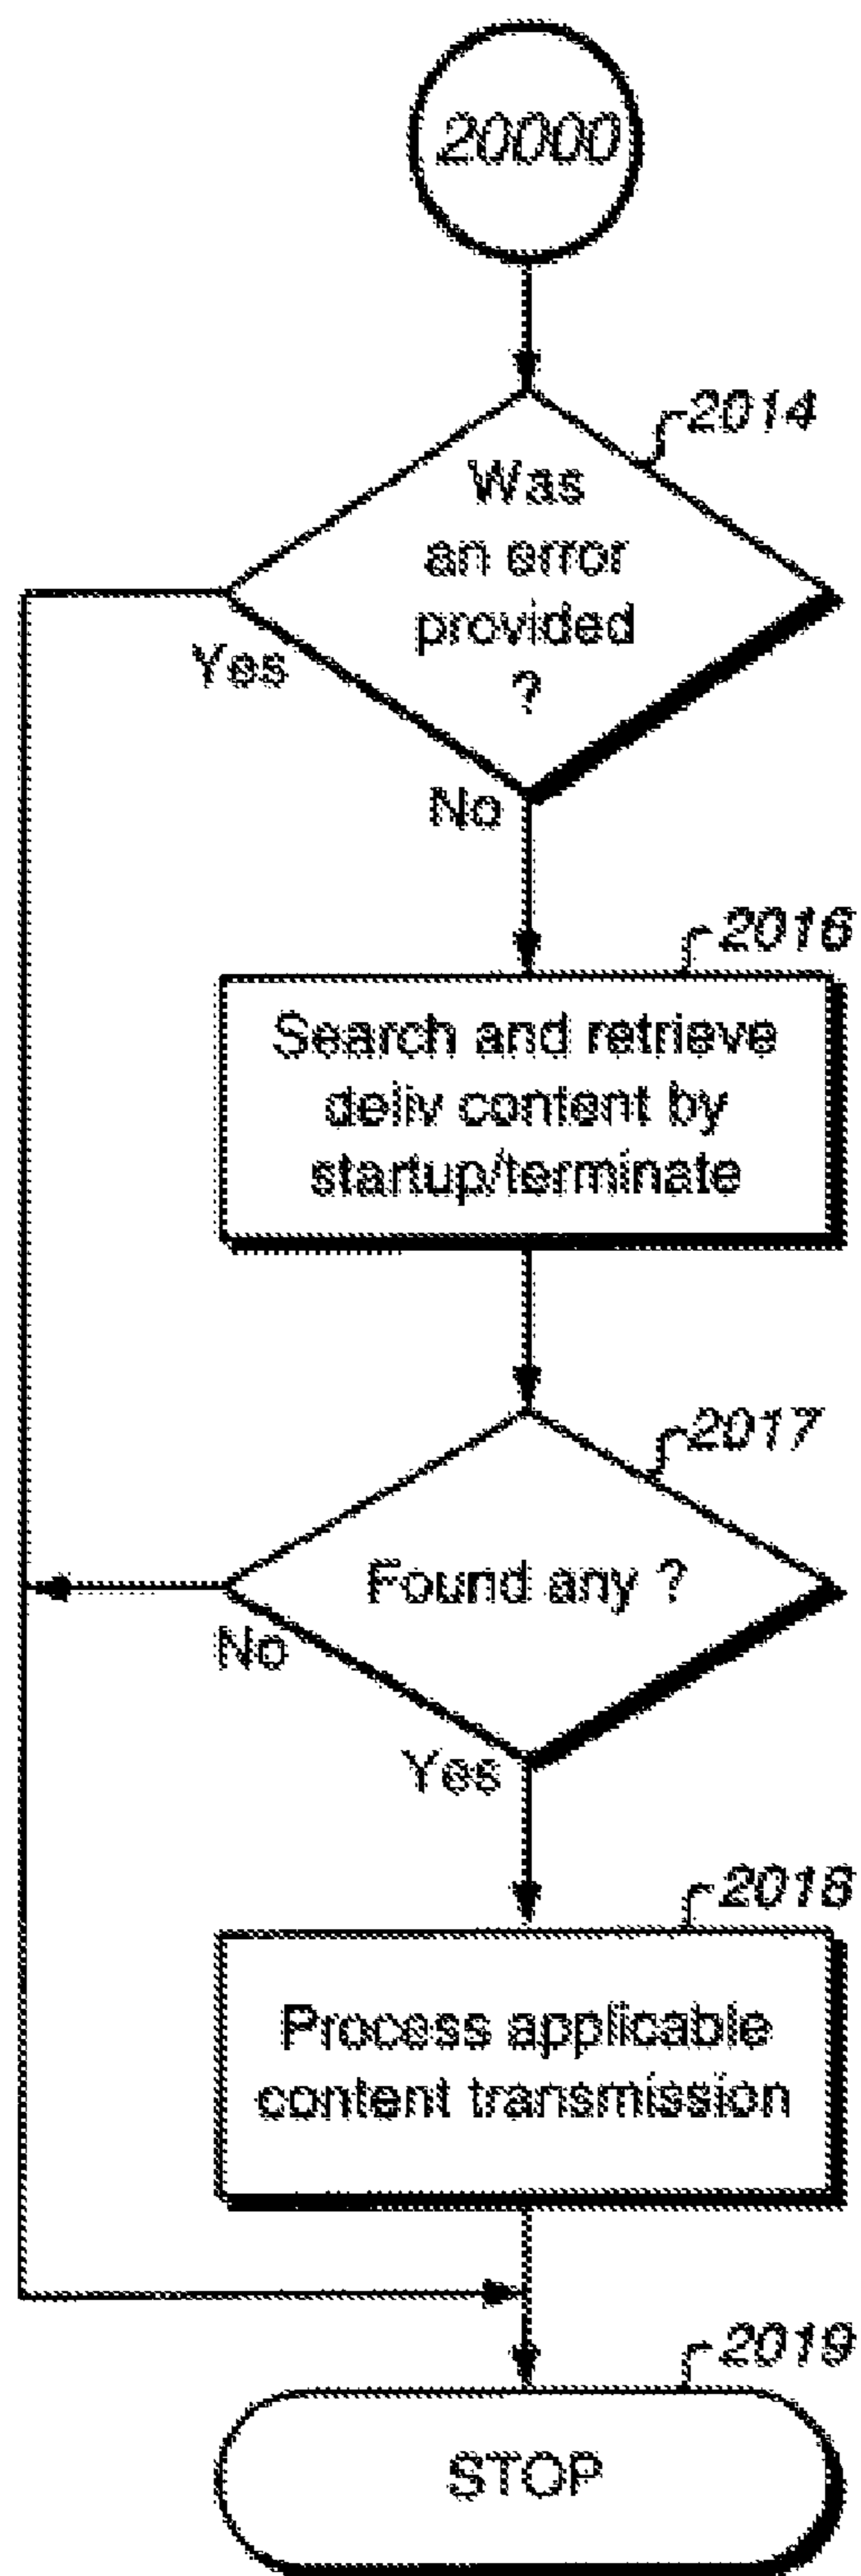 20000
2014
Was
an error
provided
?
Yes
No
2016
Search and retrieve
deliv content by
startup/terminate
2017
Found any ?
No
Yes
2018
Process applicable
content transmission
2019
STOP